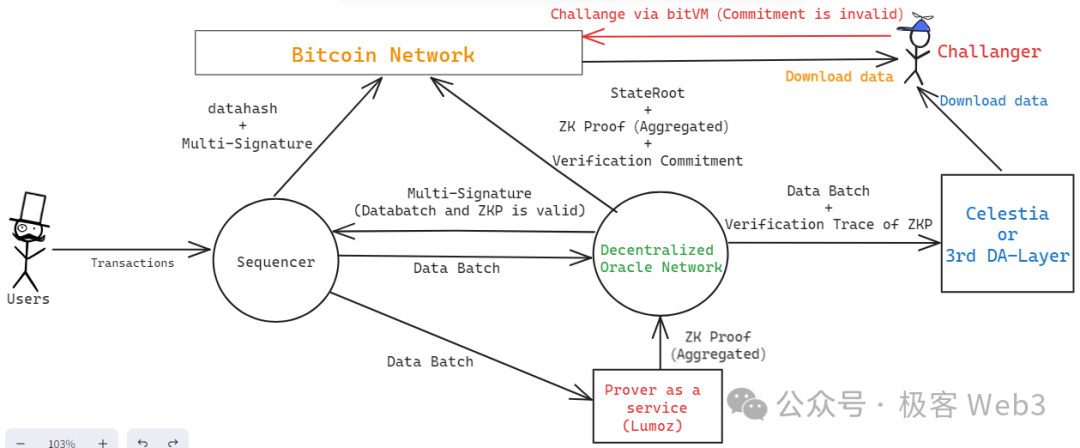 Challange via bitVM (Commitment is invalid)
Bitcoin Network
Challanger
Download data
Download data
datahash
+
Multi-Signature
StateRoot
+
ZK Proof (Aggregated)
+
Verification Commitment
Multi-Signature
(Databatch and ZKP is valid)
Data Batch
+
Verification Trace of ZKP
Celestia
or
3rd DA-Layer
Sequencer
Decentralized
Oracle Network
Transactions
Data Batch
Users
ZK Proof
(Aggregated)
Data Batch
Prover as a
service
(Lumoz)
公众号 · 极客 Web3
− 103% +